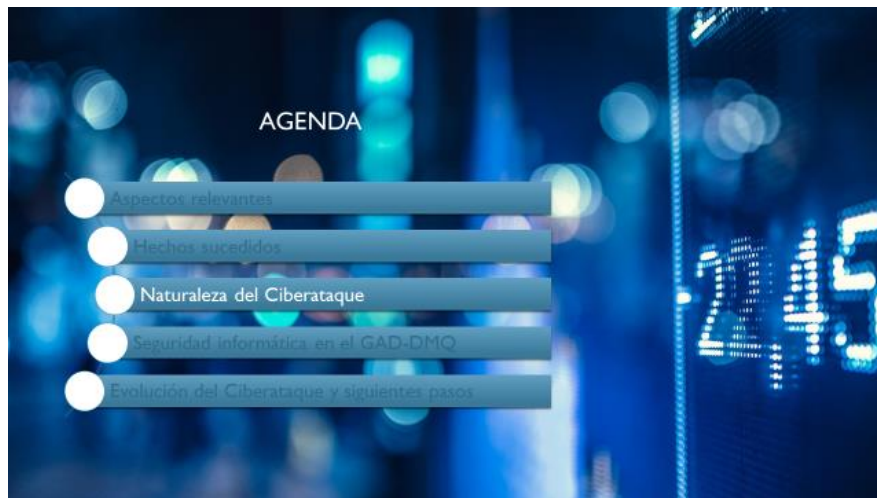 AGENDA
Aspectos relevantes
Hechos sucedidos
Naturaleza del Ciberataque
Seguridad informática en el GAD-DMQ
Evolución del Ciberataque y siguientes pasos